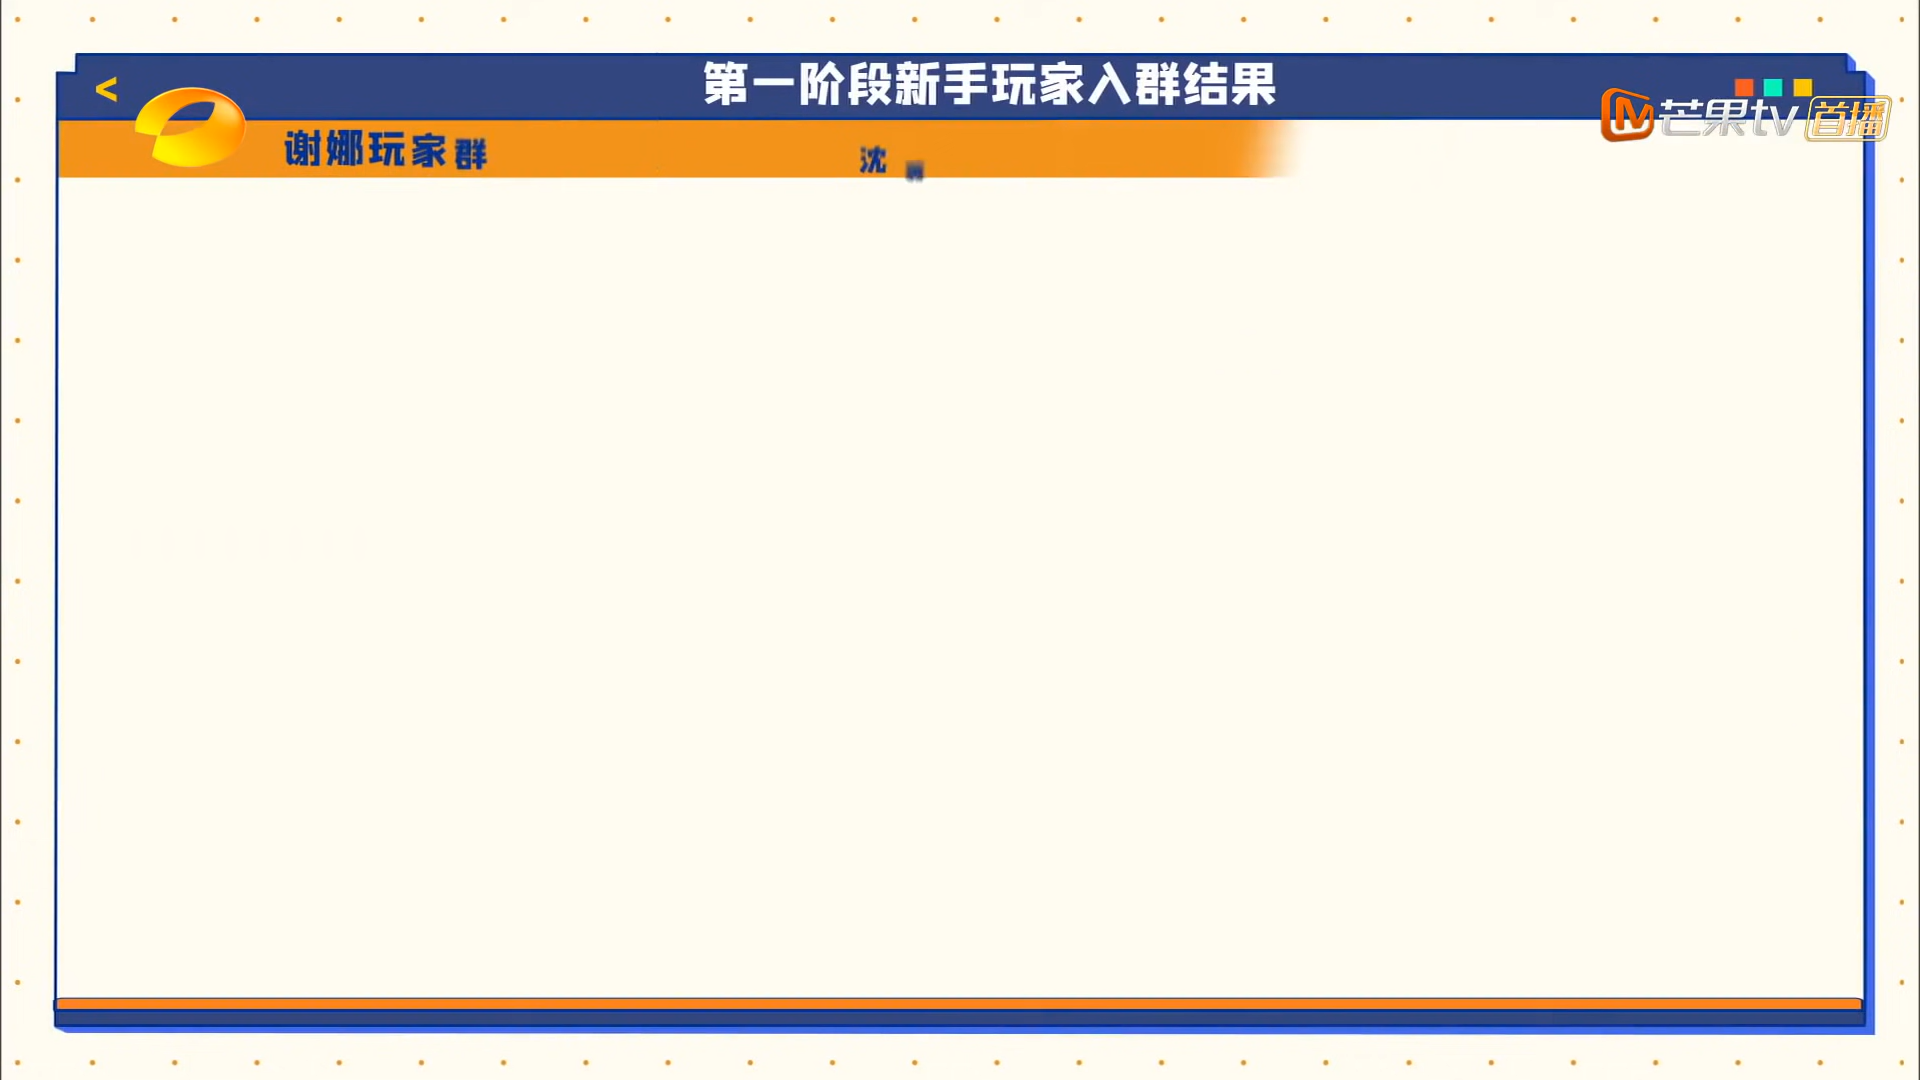 第一阶段新手玩家入群结果
<
芒果tv 首播
谢娜玩家群
沈